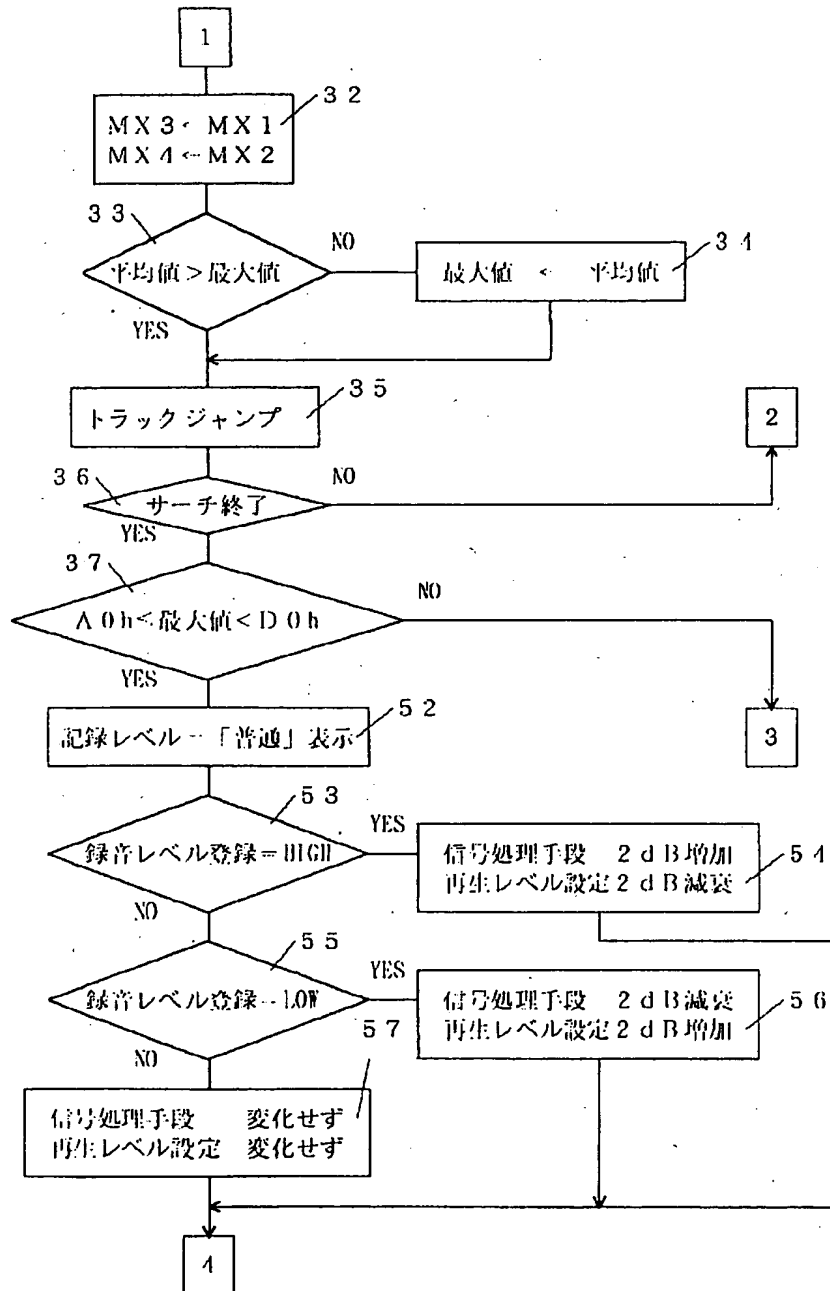 1
32
MX3← MX1
MX4←MX2
33
平均値>最大値
NO
YES
34
最大値 ← 平均値
35
トラックジャンプ
2
36
サーチ終了
NO
YES
37
A0h<最大値<D0h
NO
YES
3
52
記録レベル=「普通」表示
53
録音レベル登録=HIGH
YES
NO
信号処理手段 2dB増加
再生レベル設定2dB減衰
54
55
録音レベル登録=LOW
YES
NO
信号処理手段 2dB減衰
再生レベル設定2dB増加
56
57
信号処理手段 変化せず
再生レベル設定 変化せず
4